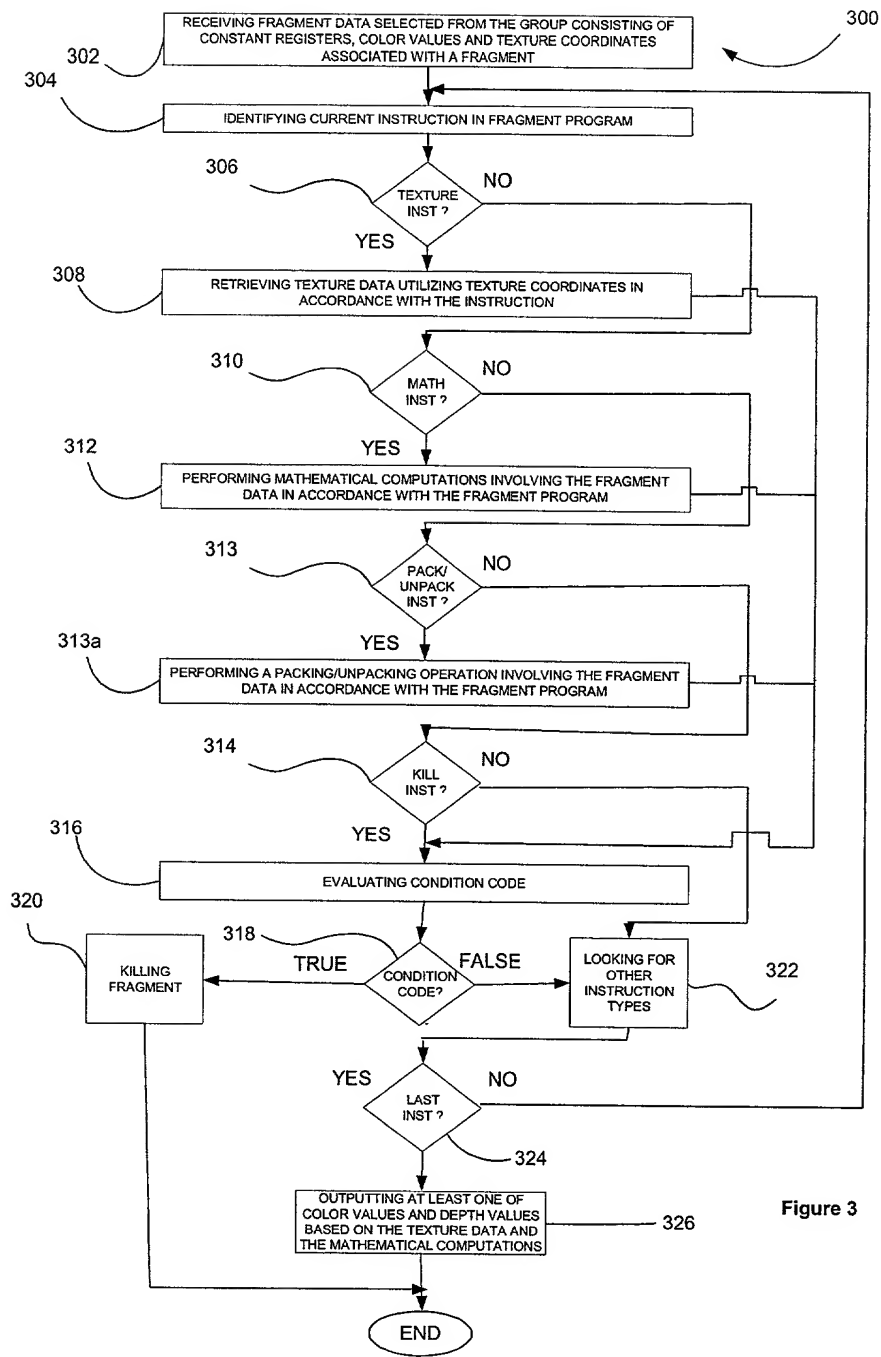 RECEIVING FRAGMENT DATA SELECTED FROM THE GROUP CONSISTING OF
CONSTANT REGISTERS, COLOR VALUES AND TEXTURE COORDINATES
ASSOCIATED WITH A FRAGMENT
300
302
304
IDENTIFYING CURRENT INSTRUCTION IN FRAGMENT PROGRAM
306
TEXTURE
INST ?
NO
YES
308
RETRIEVING TEXTURE DATA UTILIZING TEXTURE COORDINATES IN
ACCORDANCE WITH THE INSTRUCTION
310
MATH
INST ?
NO
YES
312
PERFORMING MATHEMATICAL COMPUTATIONS INVOLVING THE FRAGMENT
DATA IN ACCORDANCE WITH THE FRAGMENT PROGRAM
313
PACK/
UNPACK
INST ?
NO
YES
313a
PERFORMING A PACKING/UNPACKING OPERATION INVOLVING THE FRAGMENT
DATA IN ACCORDANCE WITH THE FRAGMENT PROGRAM
314
KILL
INST ?
NO
YES
316
EVALUATING CONDITION CODE
320
318
KILLING
FRAGMENT
TRUE
CONDITION
CODE?
FALSE
LOOKING FOR
OTHER
INSTRUCTION
TYPES
322
YES
NO
LAST
INST ?
324
OUTPUTTING AT LEAST ONE OF
COLOR VALUES AND DEPTH VALUES
BASED ON THE TEXTURE DATA AND
THE MATHEMATICAL COMPUTATIONS
326
Figure 3
END